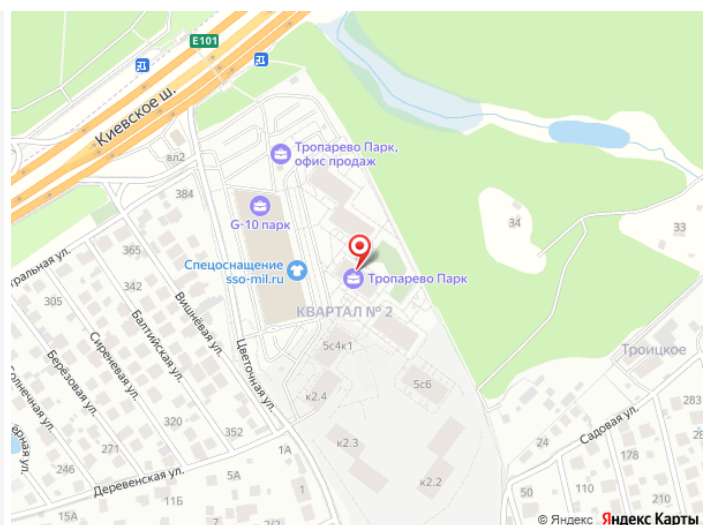 E101
Киевское ш.
вл2
Тропарево Парк,
офис продаж
384
G-10 парк
34
33
365
Спецоснащение
sso-mil.ru
Тропарево Парк
342
305
Вишнёвая ул.
Балтийская ул.
Сиреневая ул.
Берёзовая ул.
Солнечная ул.
Цветочная ул.
КВАРТАЛ № 2
5с4к1
Троицкое
5с6
к2.4
283
Садовая ул.
320
352
1А
24
к2.3
271
246
Деревенская ул.
5А
к2.2
50
110
178
210
11Б
1
15А
2/2
© Яндекс Яндекс Карты